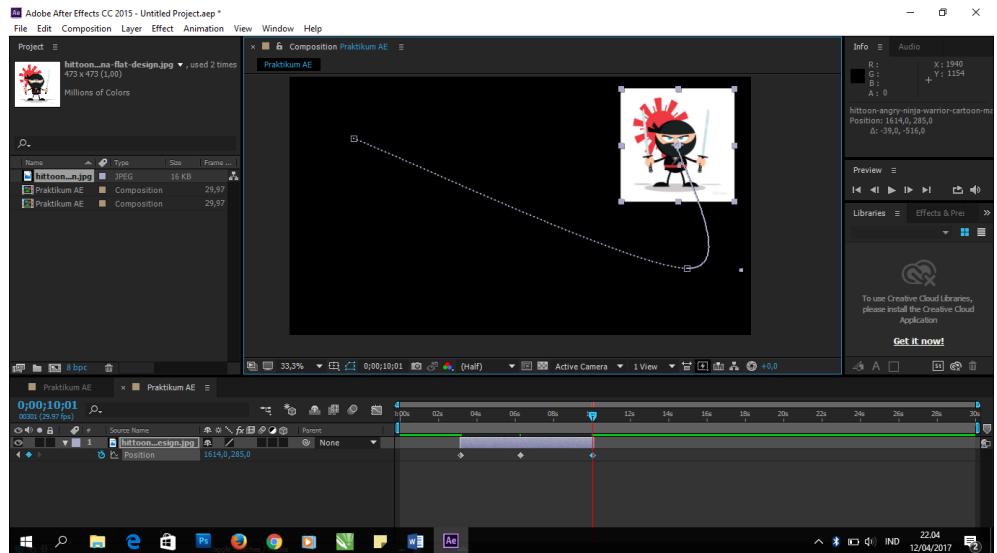 Adobe After Effects CC 2015 - Untitled Project.aep *
File Edit Composition Layer Effect Animation View Window Help
Project
hittoon...na-flat-design.jpg ▼ , used 2 times
473 x 473 (1,00)
Millions of Colors
Name Type Size Frame ...
hittoon...n.jpg JPEG 16 KB
Praktikum AE Composition 29,97
Praktikum AE Composition 29,97
8 bpc
Composition Praktikum AE
Praktikum AE
33,3% 0;00;10;01 (Half) Active Camera 1 View +0,0
Info Audio
R : X : 1940
G : Y : 1154
B :
A : 0
hittoon-angry-ninja-warrior-cartoon-ma
Position: 1614,0, 285,0
Δ: -39,0, -516,0
Preview
Libraries Effects & Pre
To use Creative Cloud Libraries,
please install the Creative Cloud
Application
Get it now!
Praktikum AE × Praktikum AE
0;00;10;01
00301 (29.97 fps)
02s 04s 06s 08s 12s 14s 16s 18s 20s 22s 24s 26s 28s 30s
# Source Name Parent
1 hittoon...esign.jpg None
Position 1614,0,285,0
IND
22.04
12/04/2017